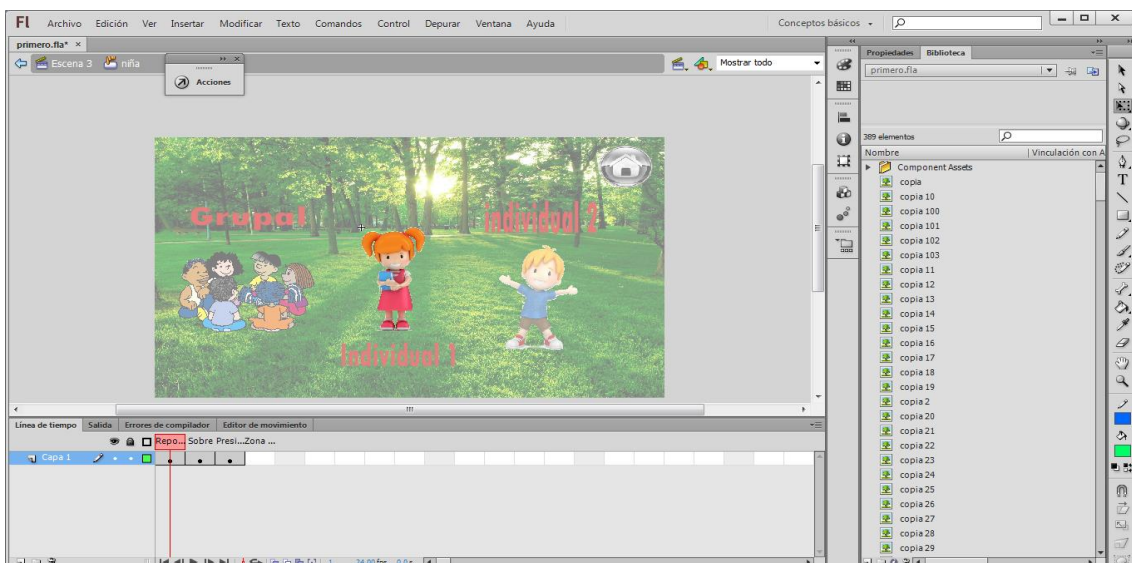 Fl Archivo Edición Ver Insertar Modificar Texto Comandos Control Depurar Ventana Ayuda Conceptos básicos
primero.fla* ×
Escena 3 niña Mostrar todo
Acciones
Grupal individual 2
Individual 1
Línea de tiempo Salida Errores de compilador Editor de movimiento
Repo... Sobre Presi...Zona ...
Capa 1
1 24.00 fps 0.0 s
Propiedades Biblioteca
primero.fla
389 elementos
Nombre Vinculación con A
Component Assets
copia
copia 10
copia 100
copia 101
copia 102
copia 103
copia 11
copia 12
copia 13
copia 14
copia 15
copia 16
copia 17
copia 18
copia 19
copia 2
copia 20
copia 21
copia 22
copia 23
copia 24
copia 25
copia 26
copia 27
copia 28
copia 29